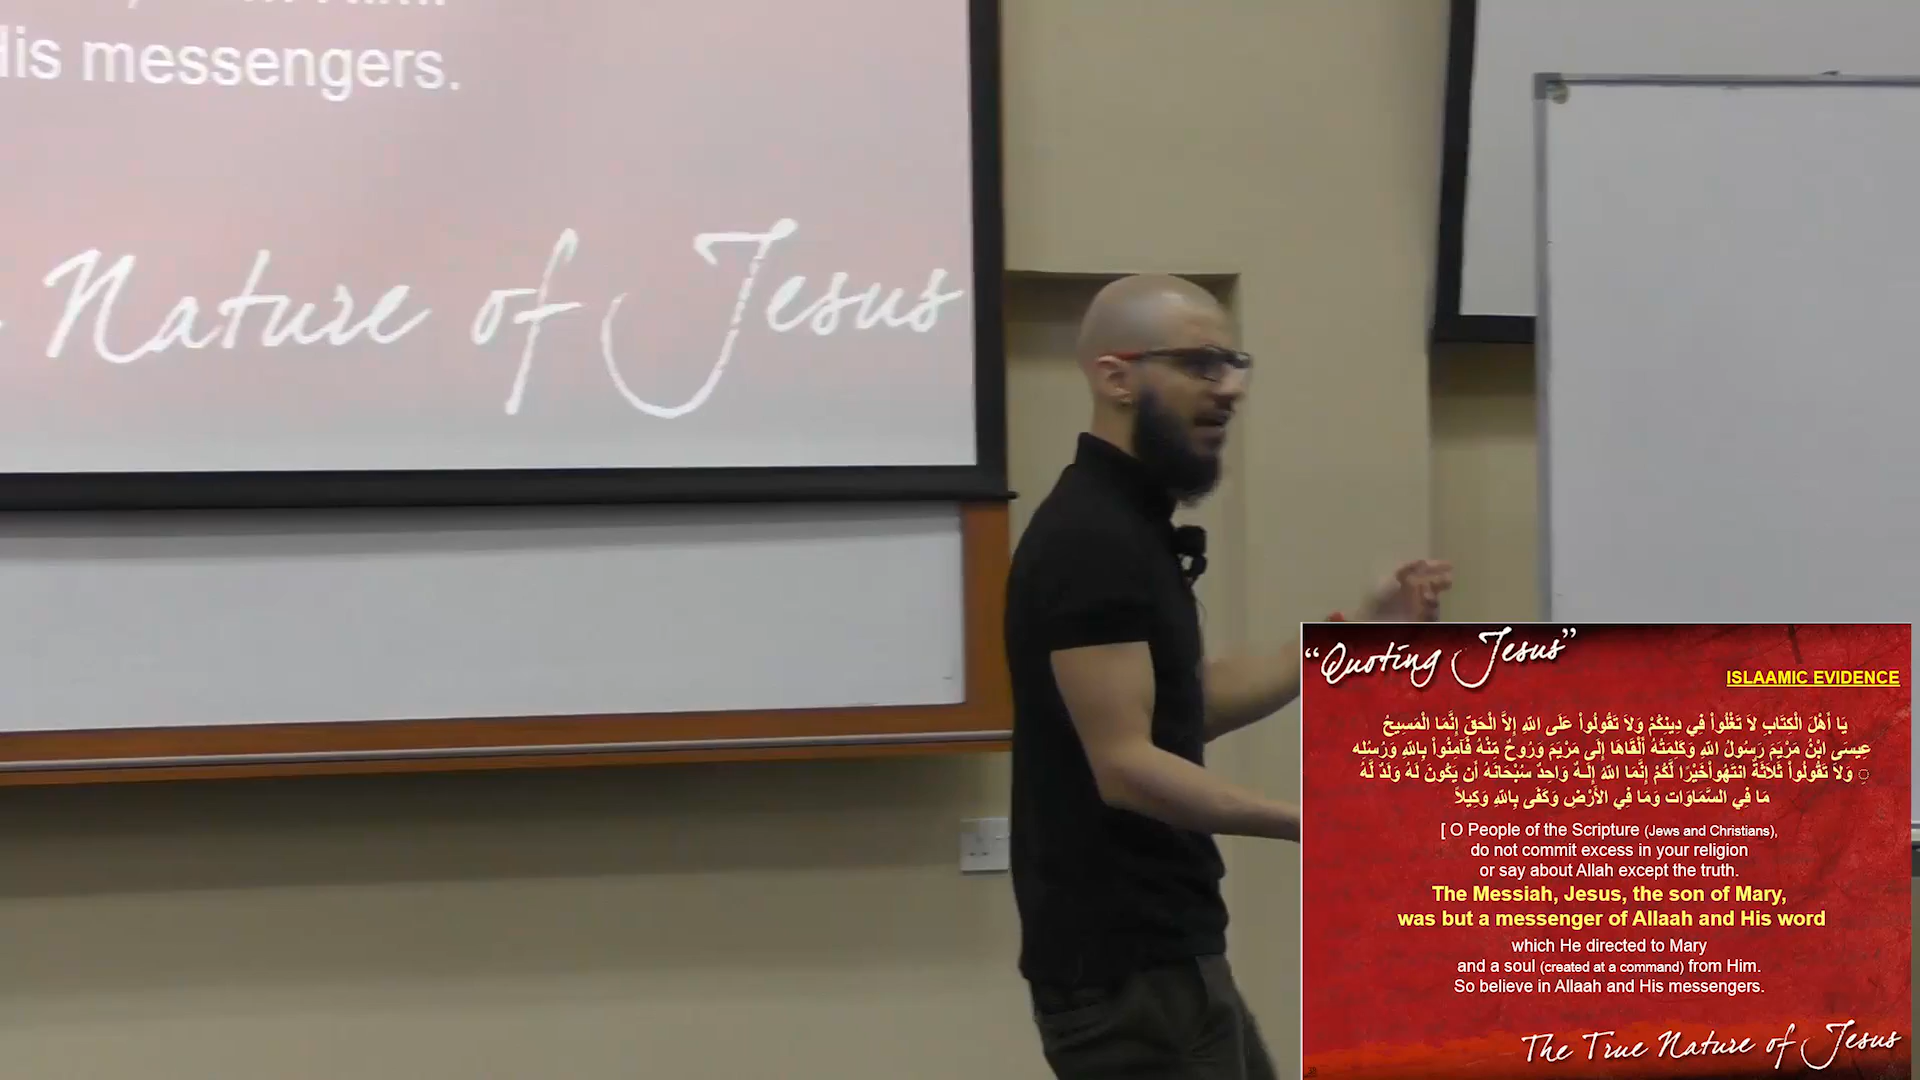 His messengers.
Nature of Jesus
“Quoting Jesus”
ISLAAMIC EVIDENCE
يَا أَهْلَ الْكِتَابِ لاَ تَغْلُواْ فِي دِينِكُمْ وَلاَ تَقُولُواْ عَلَى اللّهِ إِلاَّ الْحَقِّ إِنَّمَا الْمَسِيحُ
عِيسَى ابْنُ مَرْيَمَ رَسُولُ اللّهِ وَكَلِمَتُهُ أَلْقَاهَا إِلَى مَرْيَمَ وَرُوحٌ مِّنْهُ فَآمِنُواْ بِاللّهِ وَرُسُلِه
ِ وَلاَ تَقُولُواْ ثَلاَثَةٌ انتَهُواْخَيْرًا لَّكُمْ إِنَّمَا اللّهُ إِلَـهٌ وَاحِدٌ سُبْحَانَهُ أَن يَكُونَ لَهُ وَلَدٌ لَّهُ
مَا فِي السَّمَاوَات وَمَا فِي الأَرْضِ وَكَفَى بِاللّهِ وَكِيلاً
[ O People of the Scripture (Jews and Christians),
do not commit excess in your religion
or say about Allah except the truth.
The Messiah, Jesus, the son of Mary,
was but a messenger of Allaah and His word
which He directed to Mary
and a soul (created at a command) from Him.
So believe in Allaah and His messengers.
The True Nature of Jesus